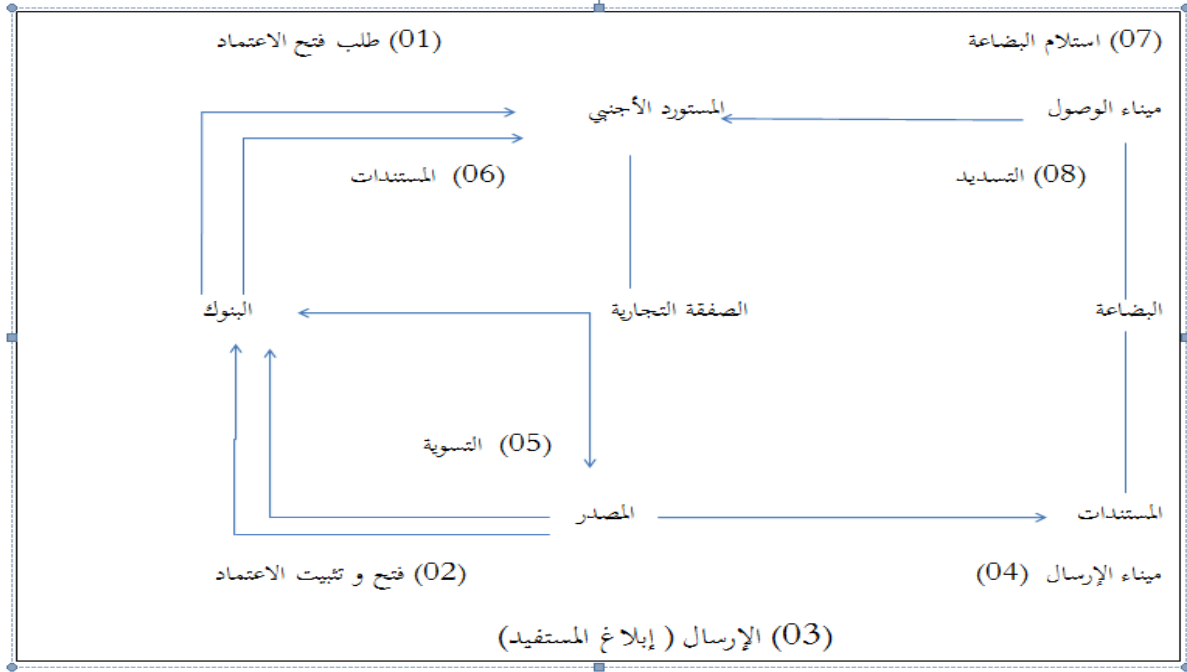 (07) استلام البضاعة
(01) طلب فتح الاعتماد
ميناء الوصول
المستورد الأجنبي
(08) التسديد
(06) المستندات
البضاعة
الصفقة التجارية
البنوك
(05) التسوية
المستندات
المصدر
ميناء الإرسال (04)
(02) فتح و تثبيت الاعتماد
(03) الإرسال ( إبلاغ المستفيد)